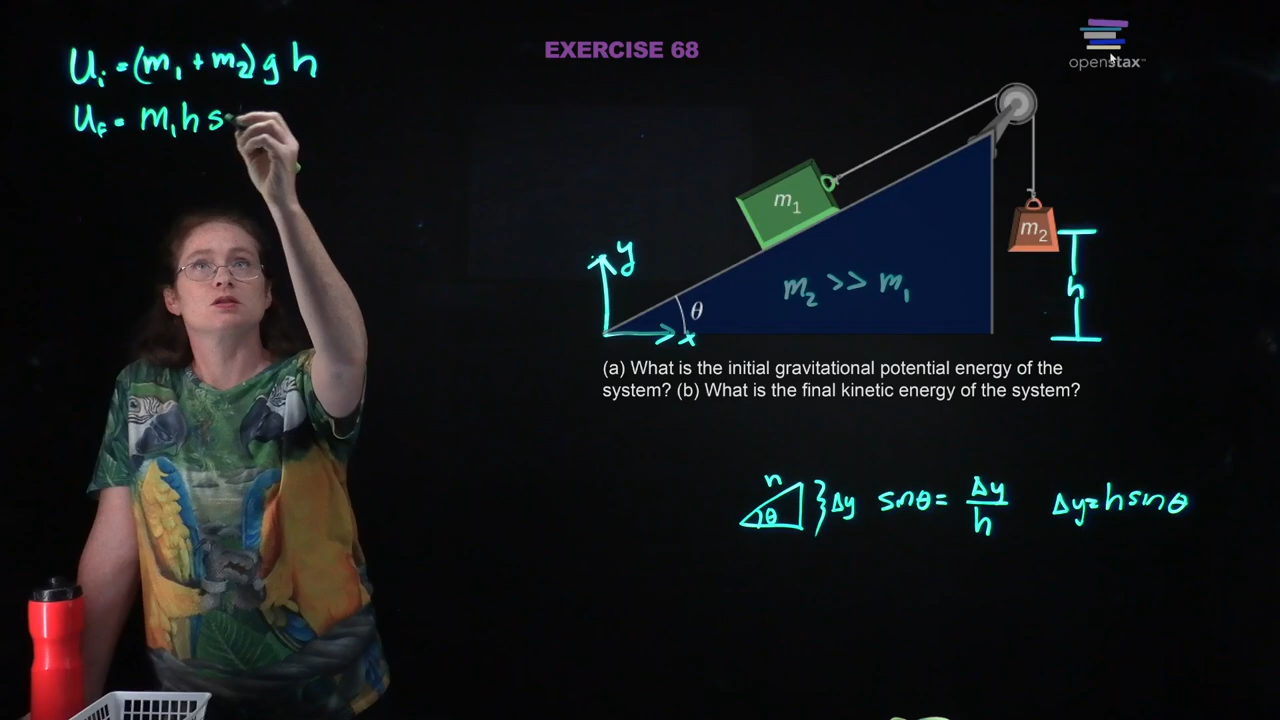 EXERCISE 68
openstax
Ui = (m1 + m2) g h
Uf = m1 h s
m1
m2
y
h
θ
m2 >> m1
x
(a) What is the initial gravitational potential energy of the
system? (b) What is the final kinetic energy of the system?
h
θ } Δy sinθ = Δy/h Δy = h sinθ